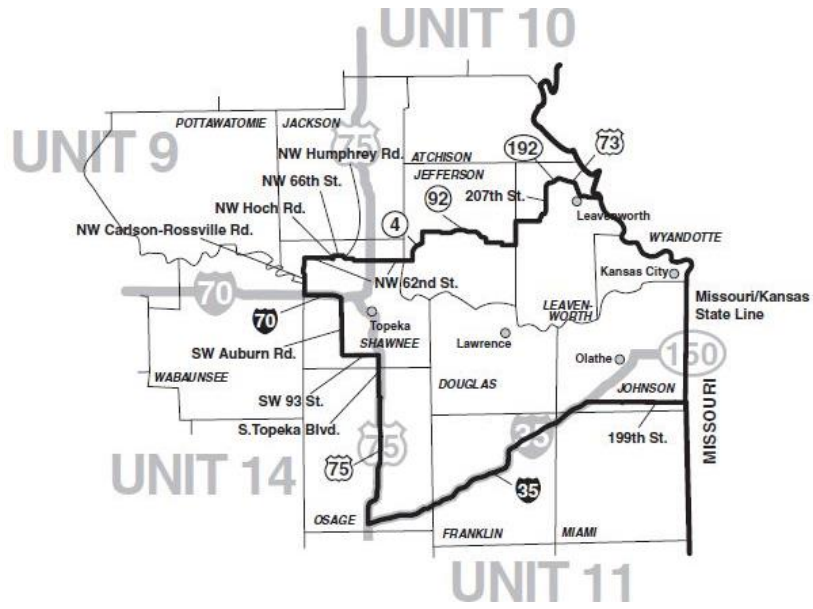 UNIT 10
POTTAWATOMIE
JACKSON
UNIT 9
75
NW Humphrey Rd.
ATCHISON
192
73
NW 66th St.
JEFFERSON
92
207th St.
NW Hoch Rd.
4
Leavenworth
NW Carlson-Rossville Rd.
WYANDOTTE
Kansas City
NW 62nd St.
70
LEAVEN-
WORTH
Missouri/Kansas
State Line
70
Topeka
SHAWNEE
Lawrence
SW Auburn Rd.
Olathe
150
WABAUNSEE
DOUGLAS
JOHNSON
SW 93 St.
S.Topeka Blvd.
199th St.
MISSOURI
75
75
35
UNIT 14
35
OSAGE
FRANKLIN
MIAMI
UNIT 11